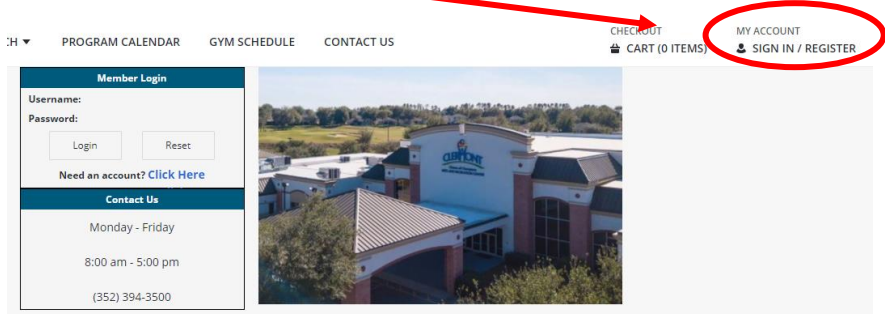 CH ▼ PROGRAM CALENDAR GYM SCHEDULE CONTACT US
CHECKOUT
CART (0 ITEMS)
MY ACCOUNT
SIGN IN / REGISTER
Member Login
Username:
Password:
Login Reset
Need an account? Click Here
Contact Us
Monday - Friday
8:00 am - 5:00 pm
(352) 394-3500
CLERMONT